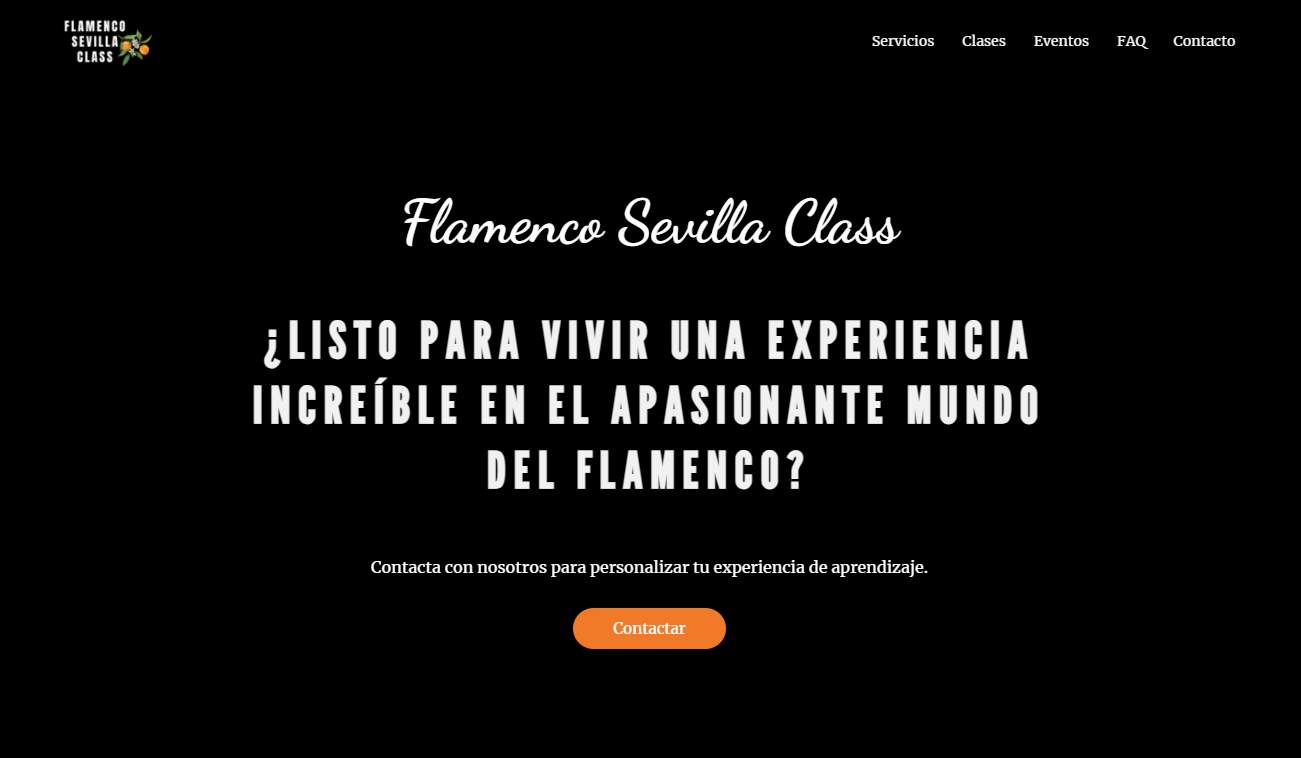 FLAMENCO
SEVILLA
CLASS
Servicios Clases Eventos FAQ Contacto
Flamenco Sevilla Class
¿LISTO PARA VIVIR UNA EXPERIENCIA
INCREÍBLE EN EL APASIONANTE MUNDO
DEL FLAMENCO?
Contacta con nosotros para personalizar tu experiencia de aprendizaje.
Contactar